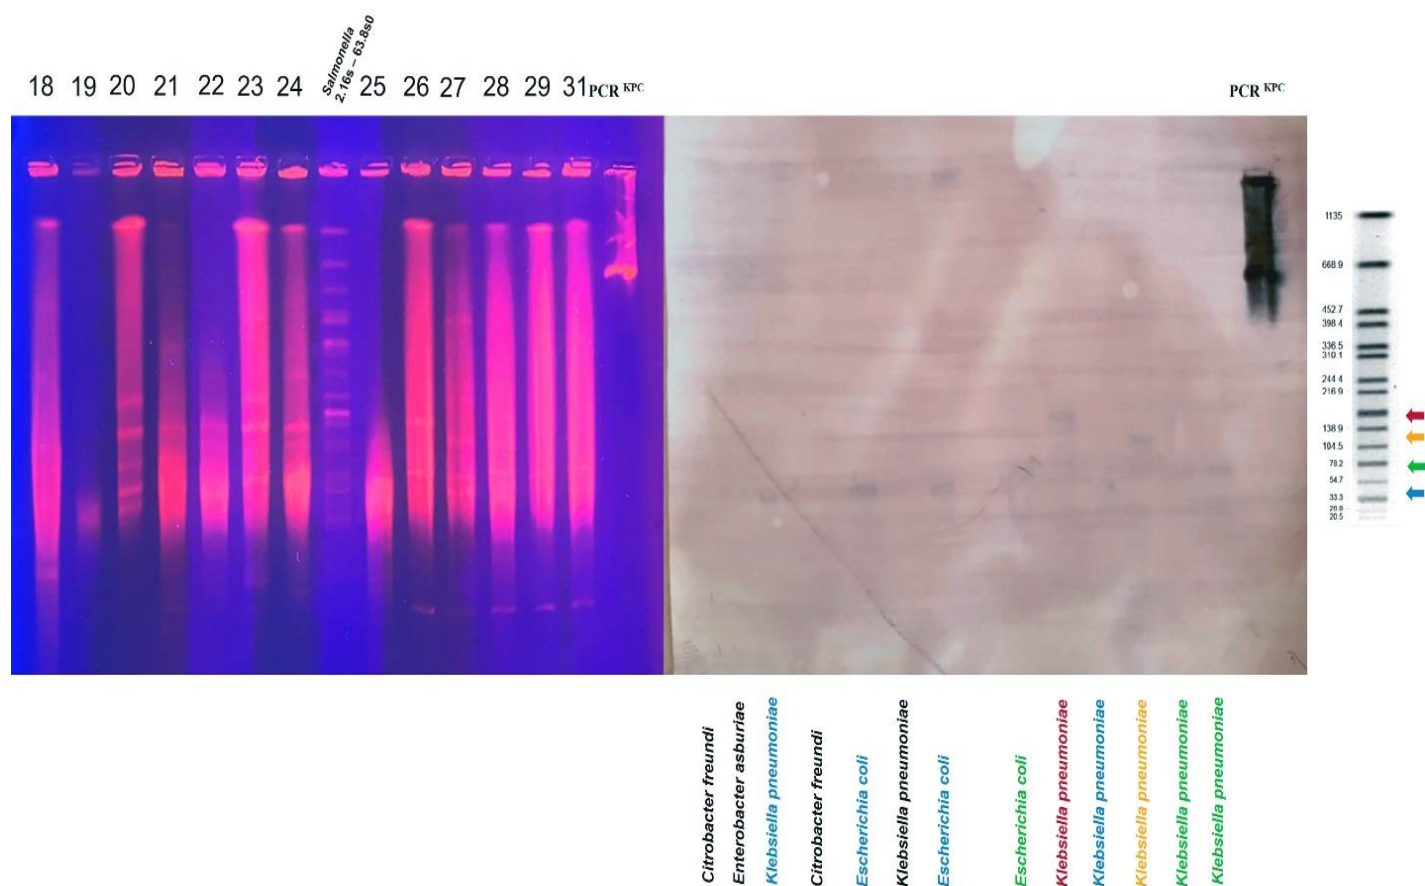 18 19 20 21 22 23 24
Salmonella
2.16s – 63.8s0
25 26 27 28 29 31 PCR KPC
PCR KPC
1135
668.9
452.7
398.4
336.5
310.1
244.4
216.9
138.9
104.5
78.2
54.7
33.3
20.5
Citrobacter freundi
Enterobacter asburiae
Klebsiella pneumoniae
Citrobacter freundi
Escherichia coli
Klebsiella pneumoniae
Escherichia coli
Escherichia coli
Klebsiella pneumoniae
Klebsiella pneumoniae
Klebsiella pneumoniae
Klebsiella pneumoniae
Klebsiella pneumoniae